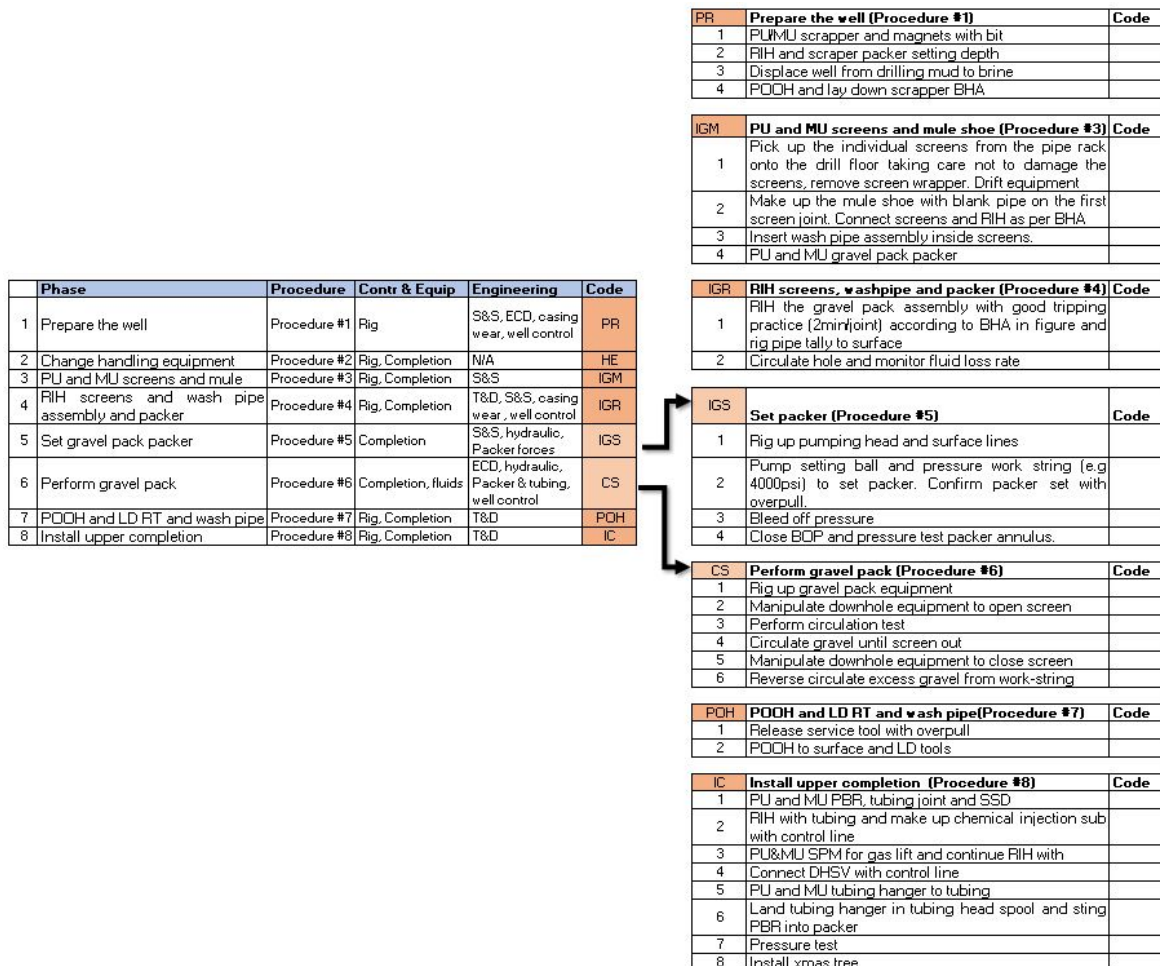 PR Prepare the well (Procedure #1) Code
1 PU/MU scrapper and magnets with bit
2 RIH and scraper packer setting depth
3 Displace well from drilling mud to brine
4 POOH and lay down scrapper BHA
IGM PU and MU screens and mule shoe (Procedure #3) Code
Pick up the individual screens from the pipe rack
1 onto the drill floor taking care not to damage the
screens, remove screen wrapper. Drift equipment
2 Make up the mule shoe with blank pipe on the first
screen joint. Connect screens and RIH as per BHA
3 Insert wash pipe assembly inside screens.
4 PU and MU gravel pack packer
Phase Procedure Contr & Equip Engineering Code
1 Prepare the well Procedure #1 Rig S&S, ECD, casing
wear, well control PR
2 Change handling equipment Procedure #2 Rig, Completion N/A HE
3 PU and MU screens and mule Procedure #3 Rig, Completion S&S IGM
4 RIH screens and wash pipe
assembly and packer Procedure #4 Rig, Completion T&D, S&S, casing
wear , well control IGR
5 Set gravel pack packer Procedure #5 Completion S&S, hydraulic,
Packer forces IGS
6 Perform gravel pack Procedure #6 Completion, fluids ECD, hydraulic,
Packer & tubing,
well control CS
7 POOH and LD RT and wash pipe Procedure #7 Rig, Completion T&D POH
8 Install upper completion Procedure #8 Rig, Completion T&D IC
IGR RIH screens, washpipe and packer (Procedure #4) Code
RIH the gravel pack assembly with good tripping
1 practice (2min/joint) according to BHA in figure and
rig pipe tally to surface
2 Circulate hole and monitor fluid loss rate
IGS Set packer (Procedure #5) Code
1 Rig up pumping head and surface lines
Pump setting ball and pressure work string (e.g
2 4000psi) to set packer. Confirm packer set with
overpull.
3 Bleed off pressure
4 Close BOP and pressure test packer annulus.
CS Perform gravel pack (Procedure #6) Code
1 Rig up gravel pack equipment
2 Manipulate downhole equipment to open screen
3 Perform circulation test
4 Circulate gravel until screen out
5 Manipulate downhole equipment to close screen
6 Reverse circulate excess gravel from work-string
POH POOH and LD RT and wash pipe(Procedure #7) Code
1 Release service tool with overpull
2 POOH to surface and LD tools
IC Install upper completion (Procedure #8) Code
1 PU and MU PBR, tubing joint and SSD
2 RIH with tubing and make up chemical injection sub
with control line
3 PU&MU SPM for gas lift and continue RIH with
4 Connect DHSV with control line
5 PU and MU tubing hanger to tubing
6 Land tubing hanger in tubing head spool and sting
PBR into packer
7 Pressure test
8 Install xmas tree